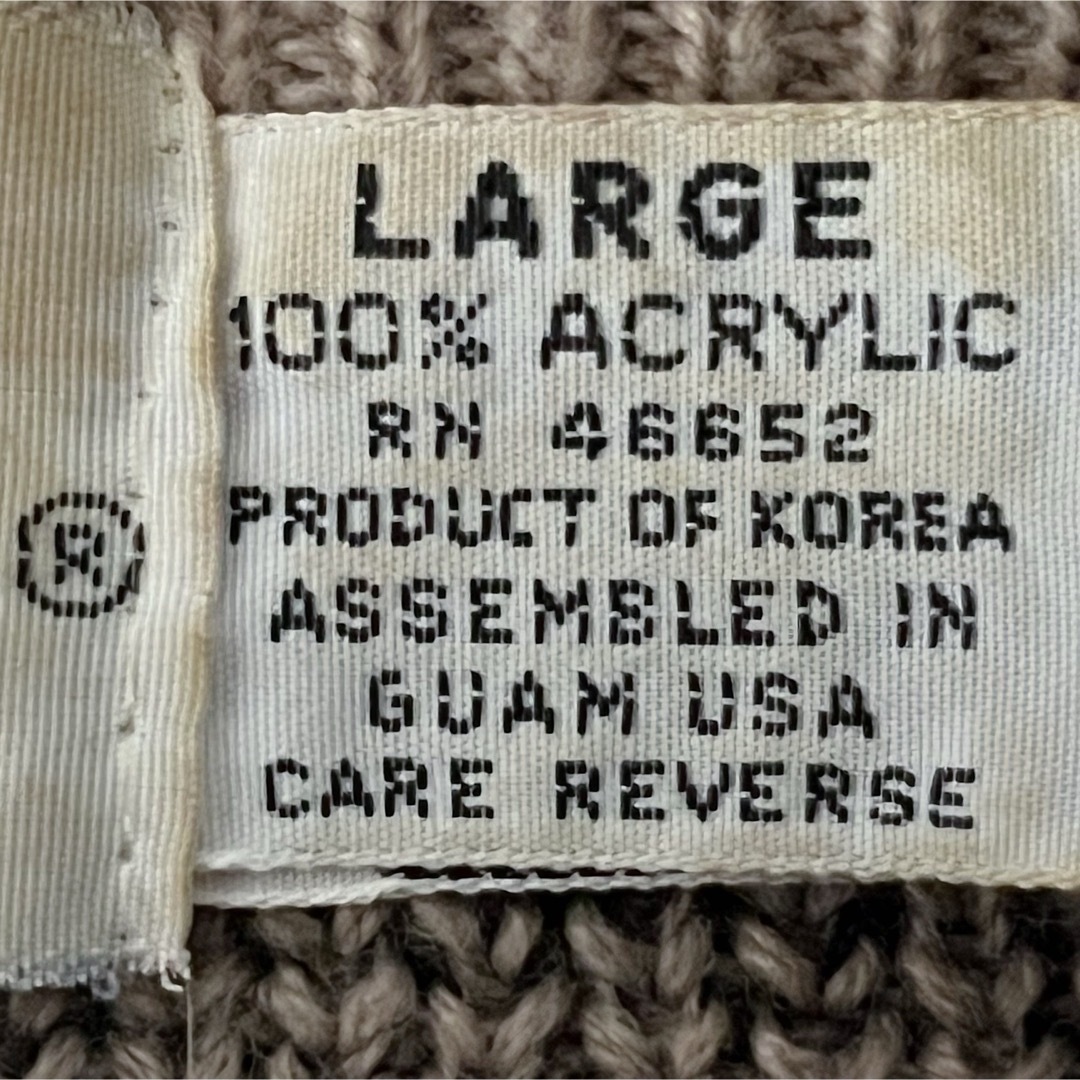 LARGE
100% ACRYLIC
RN 46652
PRODUCT OF KOREA
ASSEMBLED IN
GUAM USA
CARE REVERSE
®